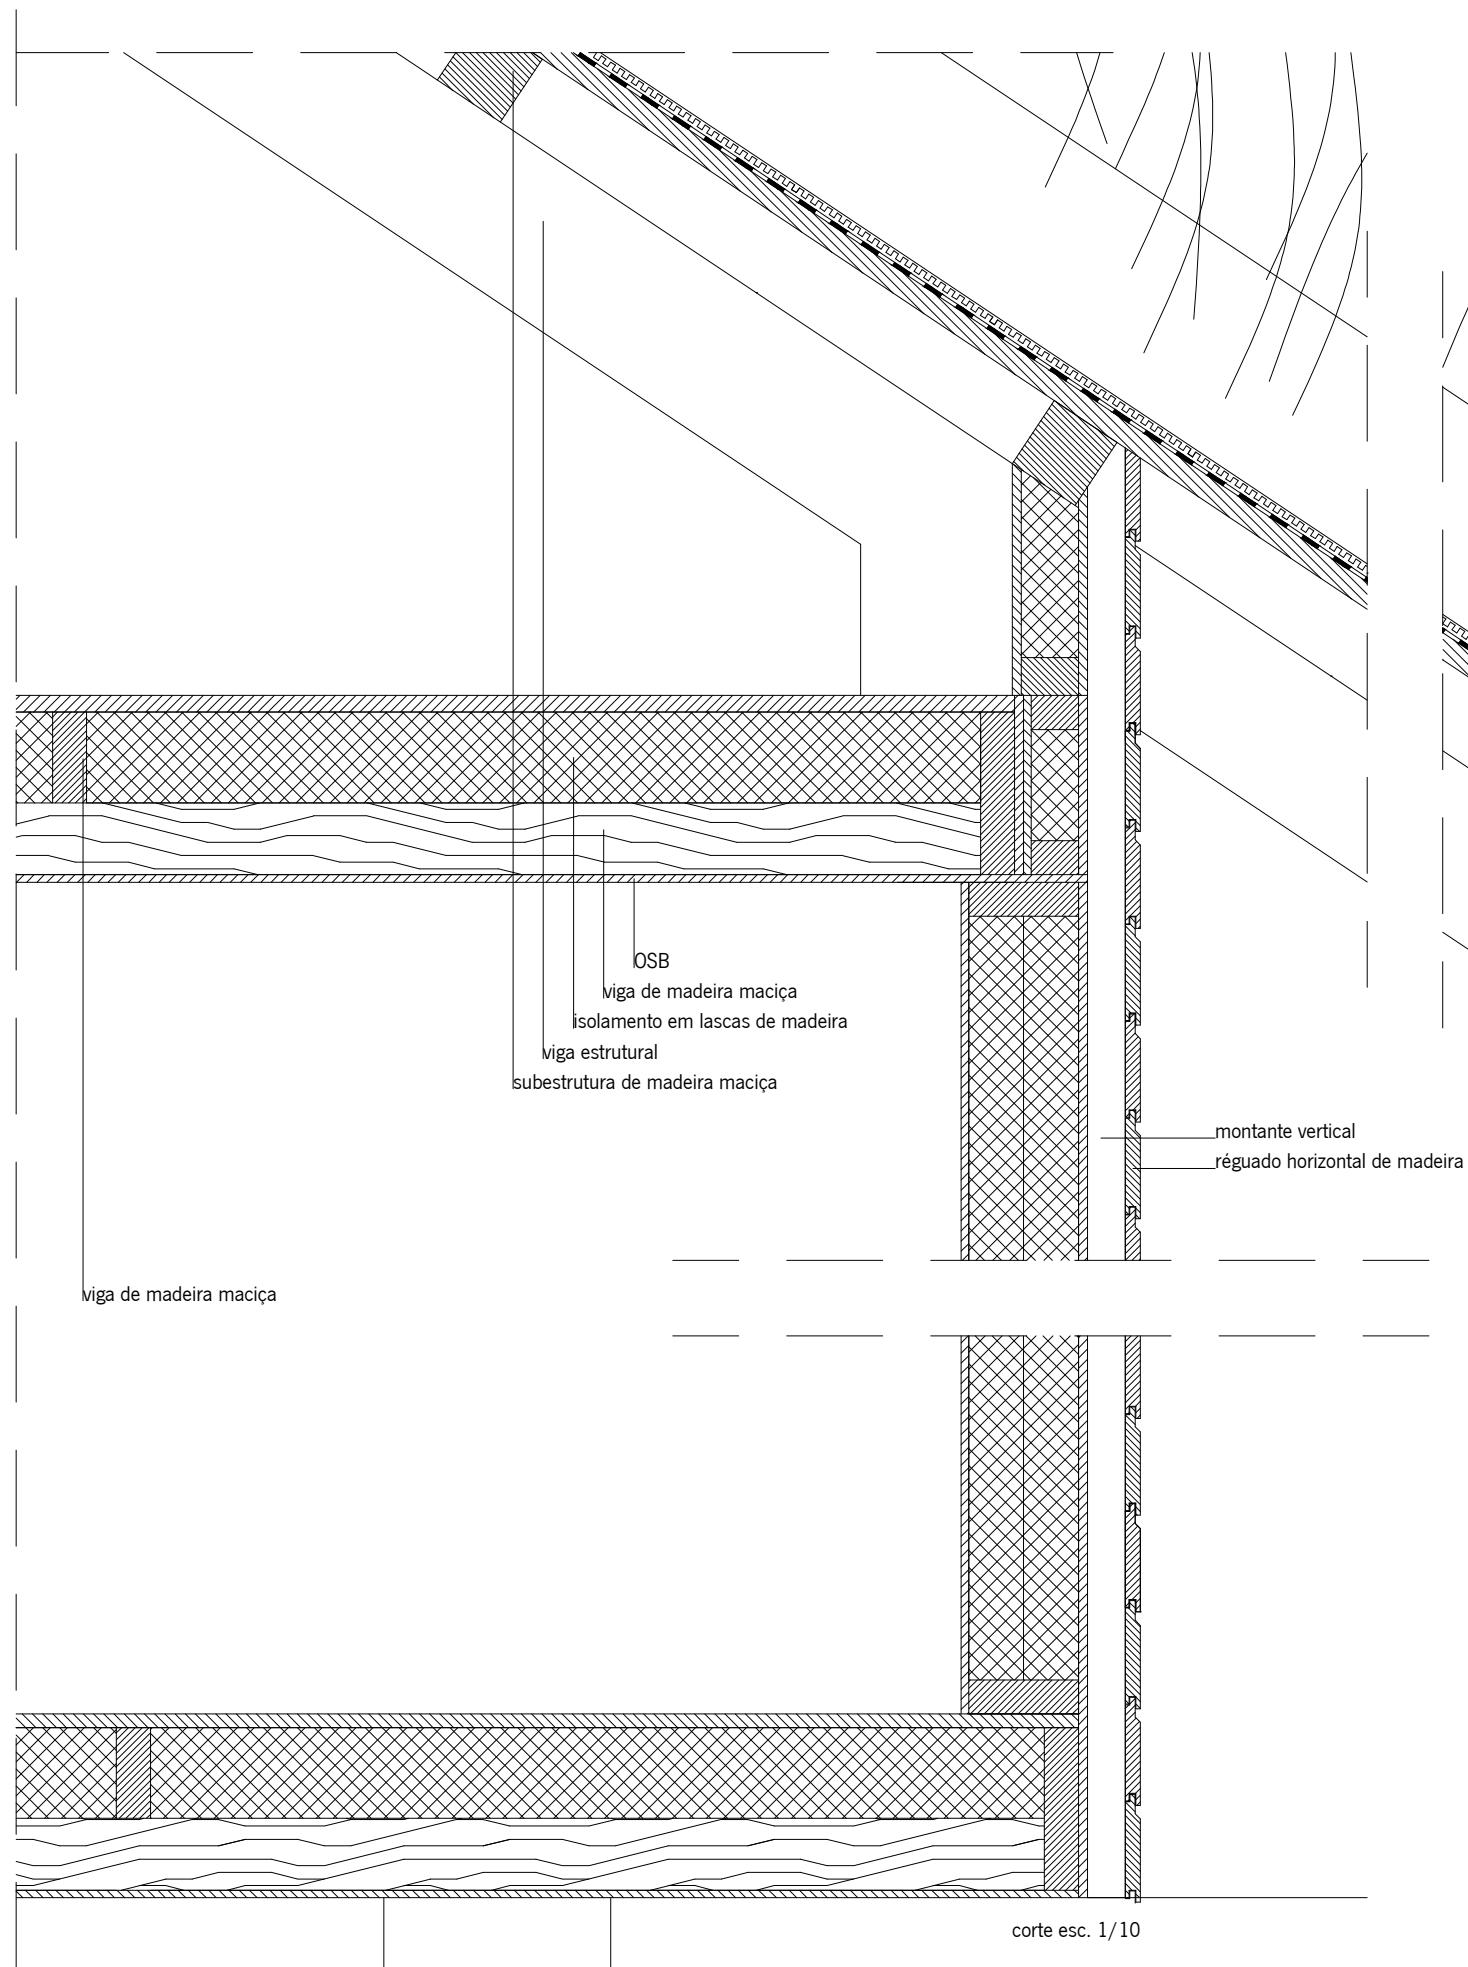 OSB
viga de madeira maciça
isolamento em lascas de madeira
viga estrutural
subestrutura de madeira maciça
montante vertical
réguado horizontal de madeira
viga de madeira maciça
corte esc. 1/10